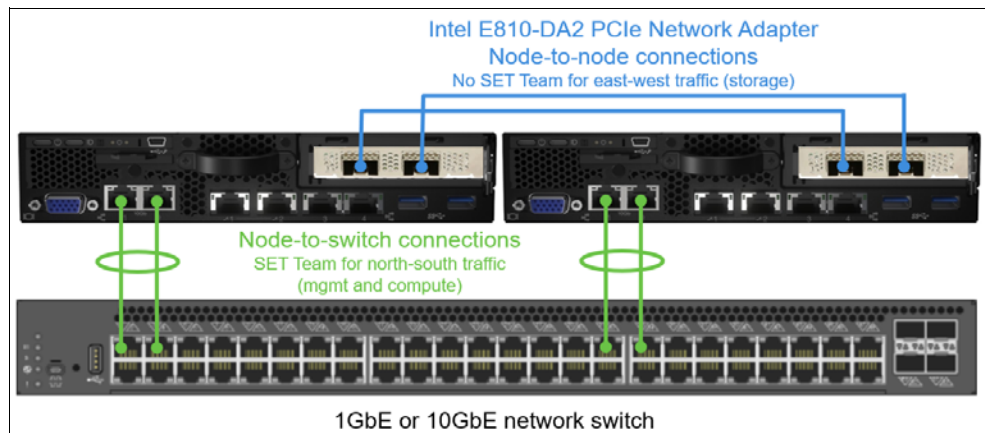 Intel E810-DA2 PCIe Network Adapter
Node-to-node connections
No SET Team for east-west traffic (storage)
Node-to-switch connections
SET Team for north-south traffic
(mgmt and compute)
1GbE or 10GbE network switch